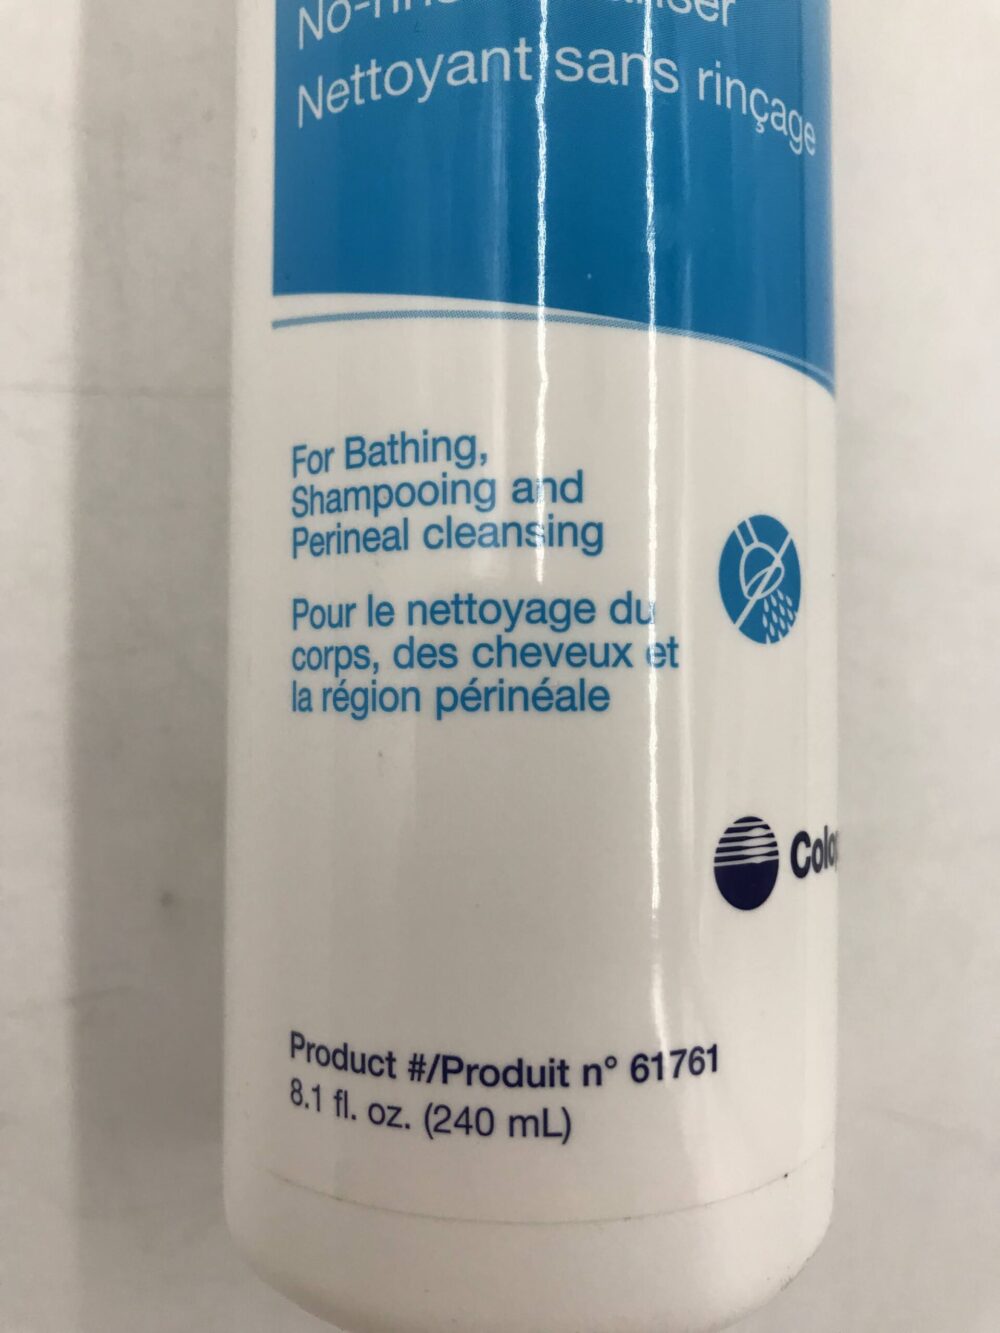 Nettoyant sans rinçage
For Bathing,
Shampooing and
Perineal cleansing
Pour le nettoyage du
corps, des cheveux et
la région périnéale
Product #/Produit n° 61761
8.1 fl. oz. (240 mL)